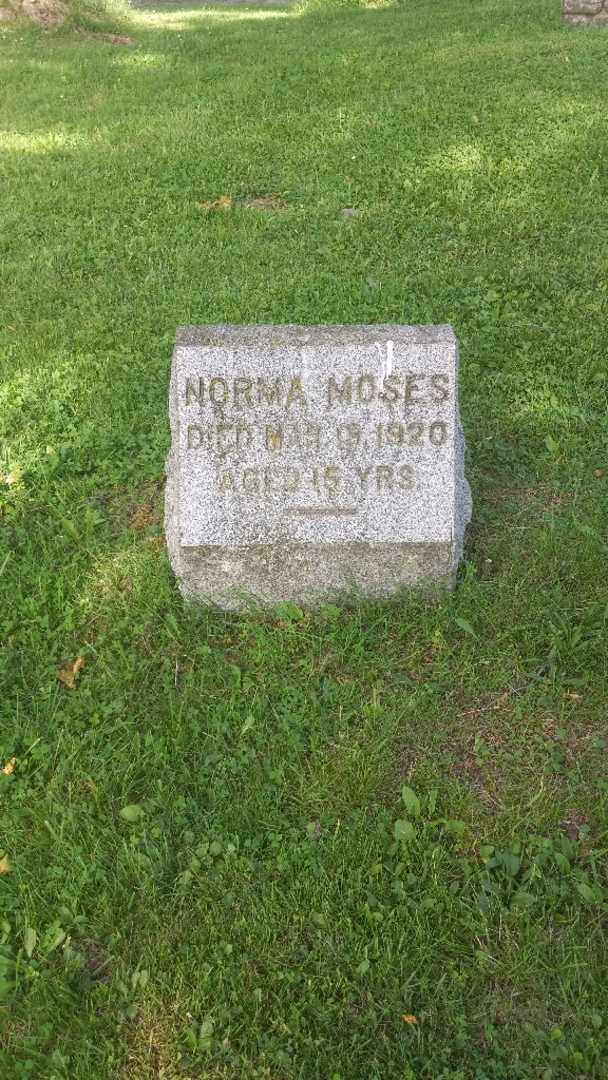 NORMA MOSES
DIED MAR 19, 1920
AGED 15 YRS.